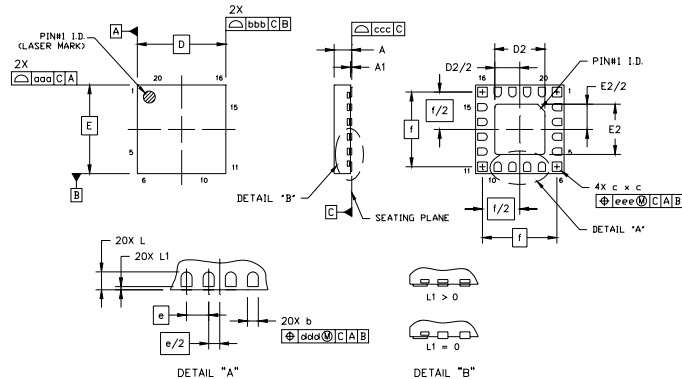 2X
⌓ bbb C B
A
D
PIN#1 I.D.
(LASER MARK)
2X
⌓ aaa C A
1
20
16
15
E
5
11
6
10
B
⌓ ccc C
A
A1
DETAIL "B"
C
SEATING PLANE
D2
D2/2
PIN#1 I.D.
16
20
15
1
E2/2
f/2
f
E2
5
11
10
6
4X c x c
⌖ eee Ⓜ C A B
f/2
f
DETAIL "A"
20X L
20X L1
e
e/2
20X b
⌖ ddd Ⓜ C A B
DETAIL "A"
L1 > 0
L1 = 0
DETAIL "B"